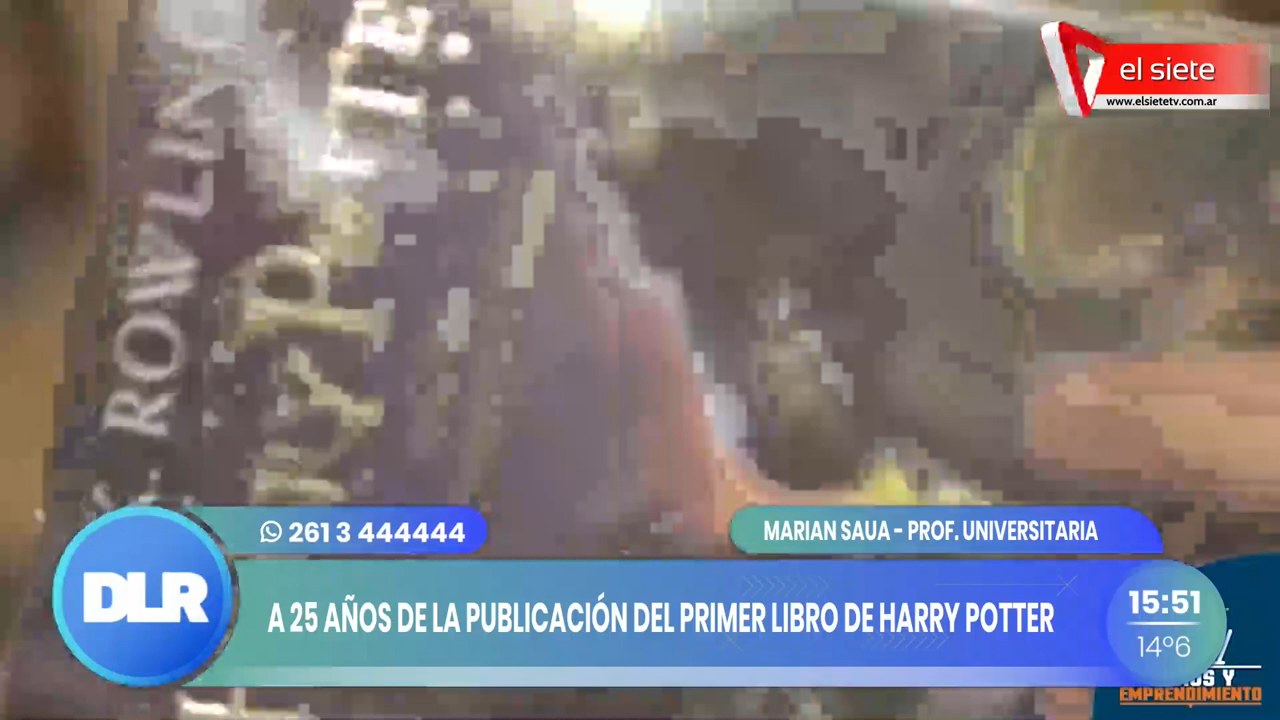 el siete
www.elsietetv.com.ar
ROWLIN
261 3 444444
MARIAN SAUA - PROF. UNIVERSITARIA
DLR
A 25 AÑOS DE LA PUBLICACIÓN DEL PRIMER LIBRO DE HARRY POTTER
15:51
14°6
EMPRENDIMIENTO